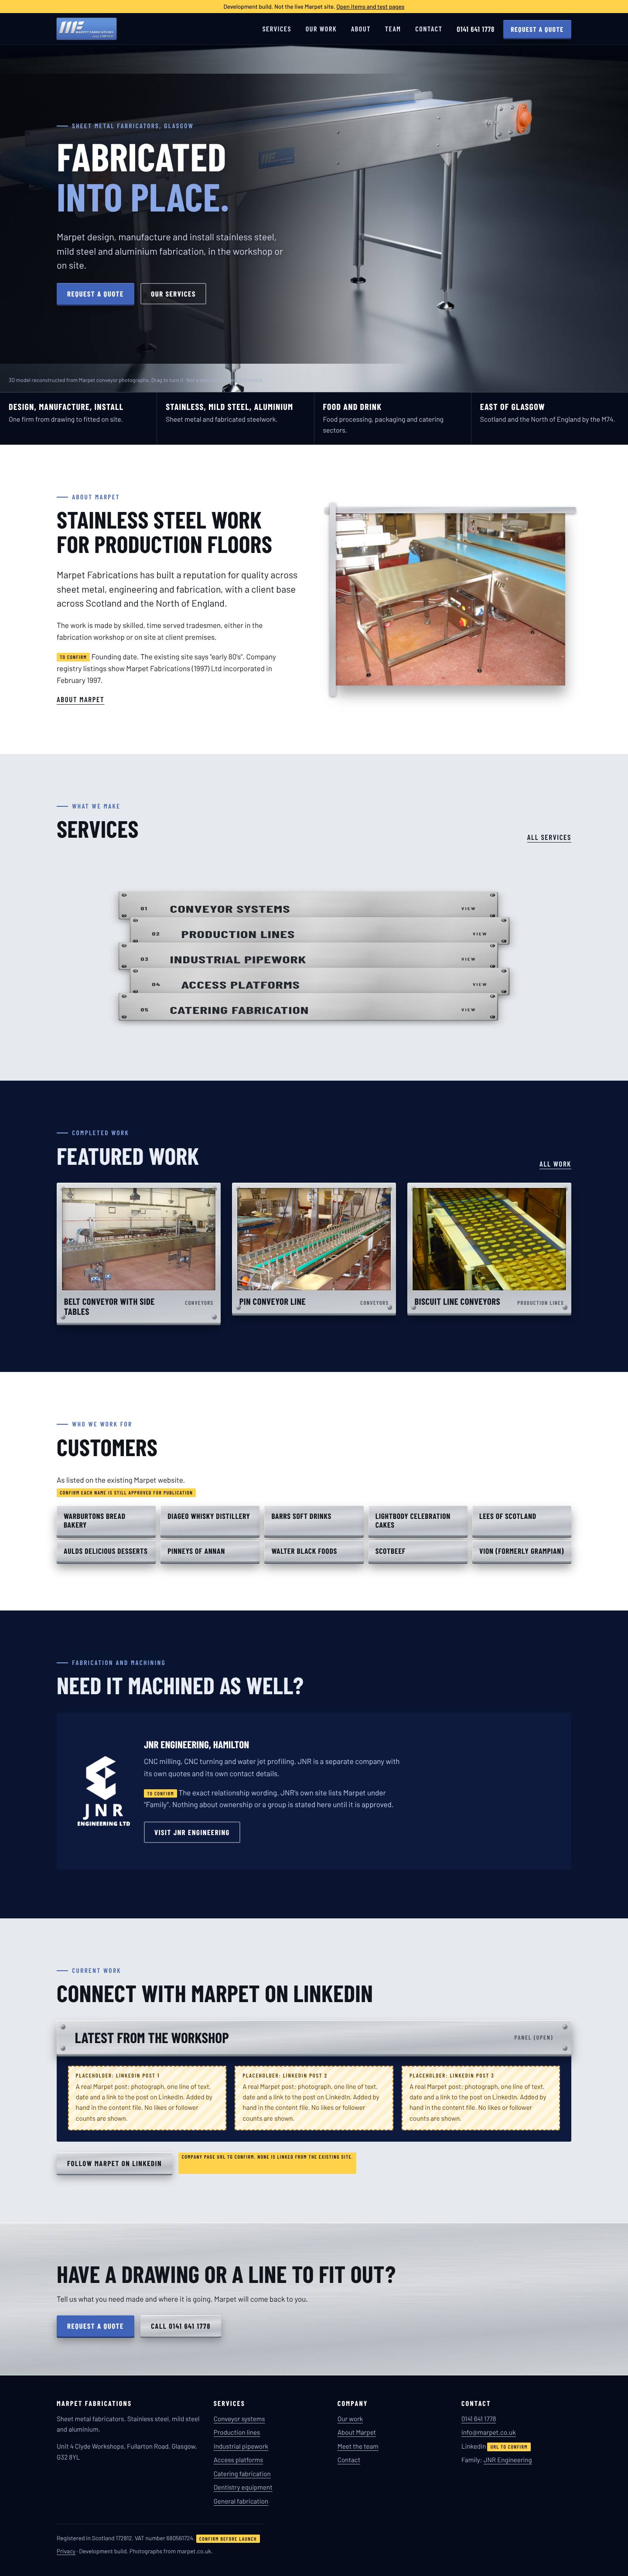 Development build. Not the live Marpet site. Open items and test pages
MARPET FABRICATIONS
SERVICES OUR WORK ABOUT TEAM CONTACT 0141 641 1778 REQUEST A QUOTE
SHEET METAL FABRICATORS, GLASGOW
FABRICATED
INTO PLACE.
Marpet design, manufacture and install stainless steel,
mild steel and aluminium fabrication, in the workshop or
on site.
REQUEST A QUOTE OUR SERVICES
3D model reconstructed from Marpet conveyor photographs. Drag to turn it.
DESIGN, MANUFACTURE, INSTALL
One firm from drawing to fitted on site.
STAINLESS, MILD STEEL, ALUMINIUM
Sheet metal and fabricated steelwork.
FOOD AND DRINK
Food processing, packaging and catering
sectors.
EAST OF GLASGOW
Scotland and the North of England by the M74.
ABOUT MARPET
STAINLESS STEEL WORK
FOR PRODUCTION FLOORS
Marpet Fabrications has built a reputation for quality across
sheet metal, engineering and fabrication, with a client base
across Scotland and the North of England.
The work is made by skilled, time served tradesmen, either in the
fabrication workshop or on site at client premises.
TO CONFIRM Founding date. The existing site says "early 80's". Company
registry listings show Marpet Fabrications (1997) Ltd incorporated in
February 1997.
ABOUT MARPET
WHAT WE MAKE
SERVICES
ALL SERVICES
01 CONVEYOR SYSTEMS VIEW
02 PRODUCTION LINES VIEW
03 INDUSTRIAL PIPEWORK VIEW
04 ACCESS PLATFORMS VIEW
05 CATERING FABRICATION VIEW
COMPLETED WORK
FEATURED WORK
ALL WORK
BELT CONVEYOR WITH SIDE
TABLES
CONVEYORS
PIN CONVEYOR LINE
CONVEYORS
BISCUIT LINE CONVEYORS
PRODUCTION LINES
WHO WE WORK FOR
CUSTOMERS
As listed on the existing Marpet website.
CONFIRM EACH NAME IS STILL APPROVED FOR PUBLICATION
WARBURTONS BREAD
BAKERY
DIAGEO WHISKY DISTILLERY
BARRS SOFT DRINKS
LIGHTBODY CELEBRATION
CAKES
LEES OF SCOTLAND
AULDS DELICIOUS DESSERTS
PINNEYS OF ANNAN
WALTER BLACK FOODS
SCOTBEEF
VION (FORMERLY GRAMPIAN)
FABRICATION AND MACHINING
NEED IT MACHINED AS WELL?
JNR
ENGINEERING LTD
JNR ENGINEERING, HAMILTON
CNC milling, CNC turning and water jet profiling. JNR is a separate company with
its own quotes and its own contact details.
TO CONFIRM The exact relationship wording. JNR's own site lists Marpet under
"Family". Nothing about ownership or a group is stated here until it is approved.
VISIT JNR ENGINEERING
CURRENT WORK
CONNECT WITH MARPET ON LINKEDIN
LATEST FROM THE WORKSHOP
PANEL (OPEN)
PLACEHOLDER: LINKEDIN POST 1
A real Marpet post: photograph, one line of text,
date and a link to the post on LinkedIn. Added by
hand in the content file. No likes or follower
counts are shown.
PLACEHOLDER: LINKEDIN POST 2
A real Marpet post: photograph, one line of text,
date and a link to the post on LinkedIn. Added by
hand in the content file. No likes or follower
counts are shown.
PLACEHOLDER: LINKEDIN POST 3
A real Marpet post: photograph, one line of text,
date and a link to the post on LinkedIn. Added by
hand in the content file. No likes or follower
counts are shown.
FOLLOW MARPET ON LINKEDIN
COMPANY PAGE URL TO CONFIRM. NONE IS LINKED FROM THE EXISTING SITE.
HAVE A DRAWING OR A LINE TO FIT OUT?
Tell us what you need made and where it is going. Marpet will come back to you.
REQUEST A QUOTE CALL 0141 641 1778
MARPET FABRICATIONS
Sheet metal fabricators. Stainless steel, mild steel
and aluminium.
Unit 4 Clyde Workshops, Fullarton Road, Glasgow,
G32 8YL
SERVICES
Conveyor systems
Production lines
Industrial pipework
Access platforms
Catering fabrication
Dentistry equipment
General fabrication
COMPANY
Our work
About Marpet
Meet the team
Contact
CONTACT
0141 641 1778
info@marpet.co.uk
LinkedIn URL TO CONFIRM
Family: JNR Engineering
Registered in Scotland 172812. VAT number 680561724. CONFIRM BEFORE LAUNCH
Privacy · Development build. Photographs from marpet.co.uk.